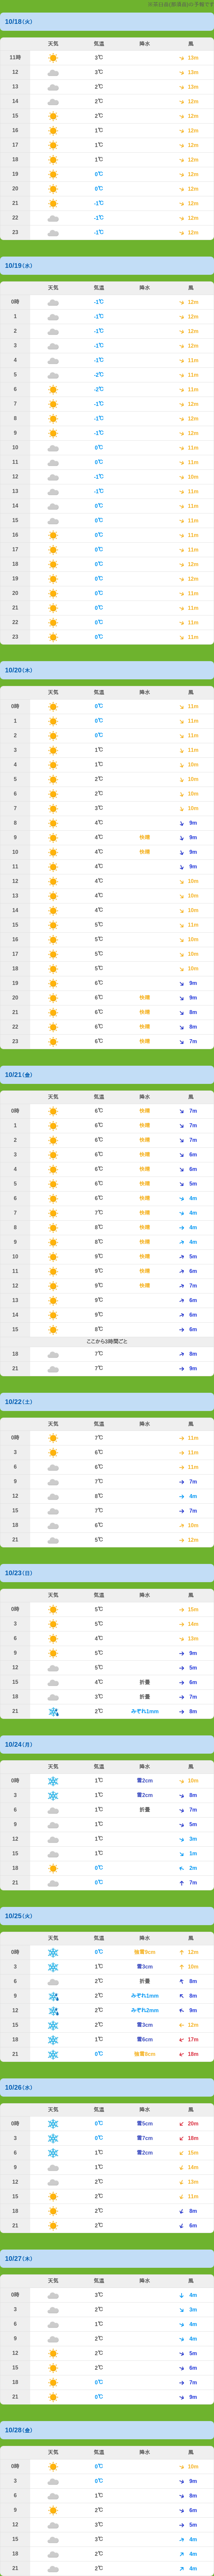 10/18(火)
天気 気温 降水 風
11時 3℃ 13m
12 3℃ 13m
13 2℃ 12m
14 2℃ 12m
15 2℃ 12m
16 1℃ 12m
17 1℃ 12m
18 1℃ 12m
19 0℃ 12m
20 0℃ 12m
21 -1℃ 12m
22 -1℃ 12m
23 -1℃ 12m
10/19(水)
天気 気温 降水 風
0時 -1℃ 12m
1 -1℃ 12m
2 -1℃ 12m
3 -1℃ 12m
4 -1℃ 11m
5 -2℃ 11m
6 -2℃ 11m
7 -1℃ 12m
8 -1℃ 12m
9 -1℃ 12m
10 0℃ 11m
11 0℃ 11m
12 -1℃ 10m
13 -1℃ 11m
14 0℃ 11m
15 0℃ 11m
16 0℃ 11m
17 0℃ 11m
18 0℃ 12m
19 0℃ 12m
20 0℃ 11m
21 0℃ 11m
22 0℃ 11m
23 0℃ 11m
10/20(木)
天気 気温 降水 風
0時 0℃ 11m
1 0℃ 11m
2 0℃ 11m
3 1℃ 11m
4 1℃ 10m
5 2℃ 10m
6 2℃ 10m
7 3℃ 10m
8 4℃ 9m
9 4℃ 快晴 9m
10 4℃ 快晴 9m
11 4℃ 9m
12 4℃ 10m
13 4℃ 10m
14 4℃ 10m
15 5℃ 11m
16 5℃ 10m
17 5℃ 10m
18 5℃ 10m
19 6℃ 9m
20 6℃ 快晴 9m
21 6℃ 快晴 8m
22 6℃ 快晴 8m
23 6℃ 快晴 7m
10/21(金)
天気 気温 降水 風
0時 6℃ 快晴 7m
1 6℃ 快晴 7m
2 6℃ 快晴 7m
3 6℃ 快晴 6m
4 6℃ 快晴 6m
5 6℃ 快晴 5m
6 6℃ 快晴 4m
7 7℃ 快晴 4m
8 8℃ 快晴 4m
9 8℃ 快晴 4m
10 9℃ 快晴 5m
11 9℃ 快晴 6m
12 9℃ 快晴 7m
13 9℃ 6m
14 9℃ 6m
15 8℃ 6m
ここから3時間ごと
18 7℃ 8m
21 7℃ 9m
10/22(土)
天気 気温 降水 風
0時 7℃ 11m
3 6℃ 11m
6 6℃ 11m
9 7℃ 7m
12 8℃ 4m
15 7℃ 7m
18 6℃ 10m
21 5℃ 12m
10/23(日)
天気 気温 降水 風
0時 5℃ 15m
3 5℃ 14m
6 4℃ 13m
9 5℃ 9m
12 5℃ 5m
15 4℃ 折畳 6m
18 3℃ 折畳 7m
21 2℃ みぞれ1mm 8m
10/24(月)
天気 気温 降水 風
0時 1℃ 雪2cm 10m
3 1℃ 雪2cm 8m
6 1℃ 折畳 7m
9 1℃ 5m
12 1℃ 3m
15 1℃ 1m
18 0℃ 2m
21 0℃ 7m
10/25(火)
天気 気温 降水 風
0時 0℃ 12m
3 1℃ 雪3cm 10m
6 2℃ 折畳 8m
9 2℃ みぞれ1mm 8m
12 2℃ みぞれ2mm 9m
15 2℃ 雪3cm 12m
18 1℃ 雪6cm 17m
21 0℃ 18m
10/26(水)
天気 気温 降水 風
0時 0℃ 雪5cm 20m
3 0℃ 雪7cm 18m
6 1℃ 雪2cm 15m
9 1℃ 14m
12 2℃ 13m
15 2℃ 11m
18 2℃ 8m
21 2℃ 6m
10/27(木)
天気 気温 降水 風
0時 3℃ 4m
3 2℃ 3m
6 1℃ 4m
9 2℃ 4m
12 2℃ 5m
15 2℃ 6m
18 0℃ 7m
21 0℃ 9m
10/28(金)
天気 気温 降水 風
0時 0℃ 10m
3 0℃ 9m
6 1℃ 8m
9 2℃ 6m
12 3℃ 5m
15 3℃ 4m
18 2℃ 4m
21 2℃ 4m